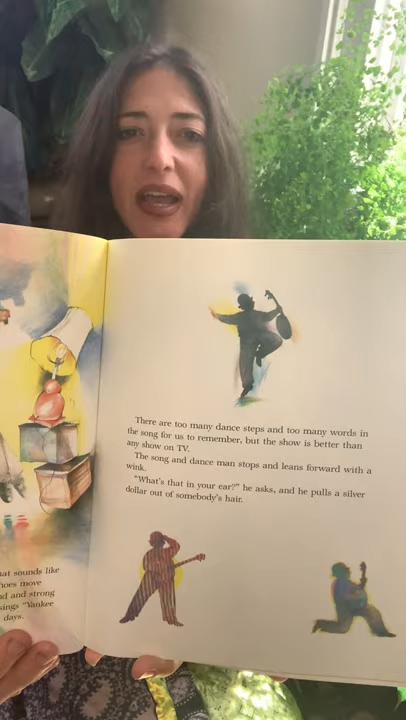 hat sounds like
hoes move
nd and strong
sings "Yankee
days.
There are too many dance steps and too many words in
the song for us to remember, but the show is better than
any show on TV.
The song and dance man stops and leans forward with a
wink.
"What's that in your ear?" he asks, and he pulls a silver
dollar out of somebody's hair.